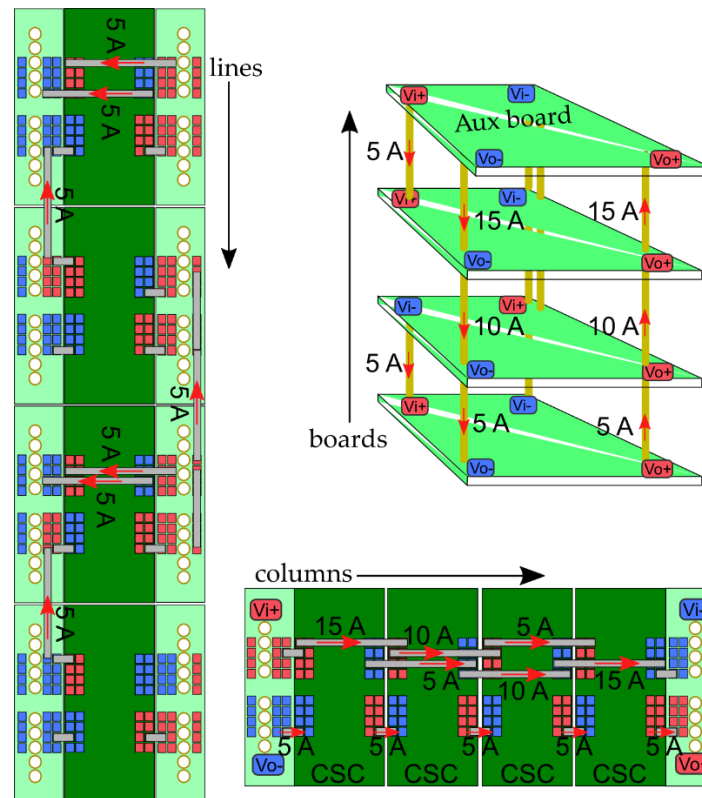 5 A
5 A
lines
5 A
5 A
5 A
5 A
5 A
Vi+
Vi-
Aux board
Vo-
Vo+
5 A
Vi+
Vi-
15 A
15 A
Vo-
Vo+
Vi-
Vi+
10 A
10 A
5 A
Vo-
Vo+
Vi+
Vi-
5 A
5 A
Vo-
Vo+
boards
columns
Vi+
Vi-
15 A
10 A
5 A
5 A
10 A
15 A
5 A
5 A
5 A
5 A
5 A
Vo-
Vo+
CSC
CSC
CSC
CSC